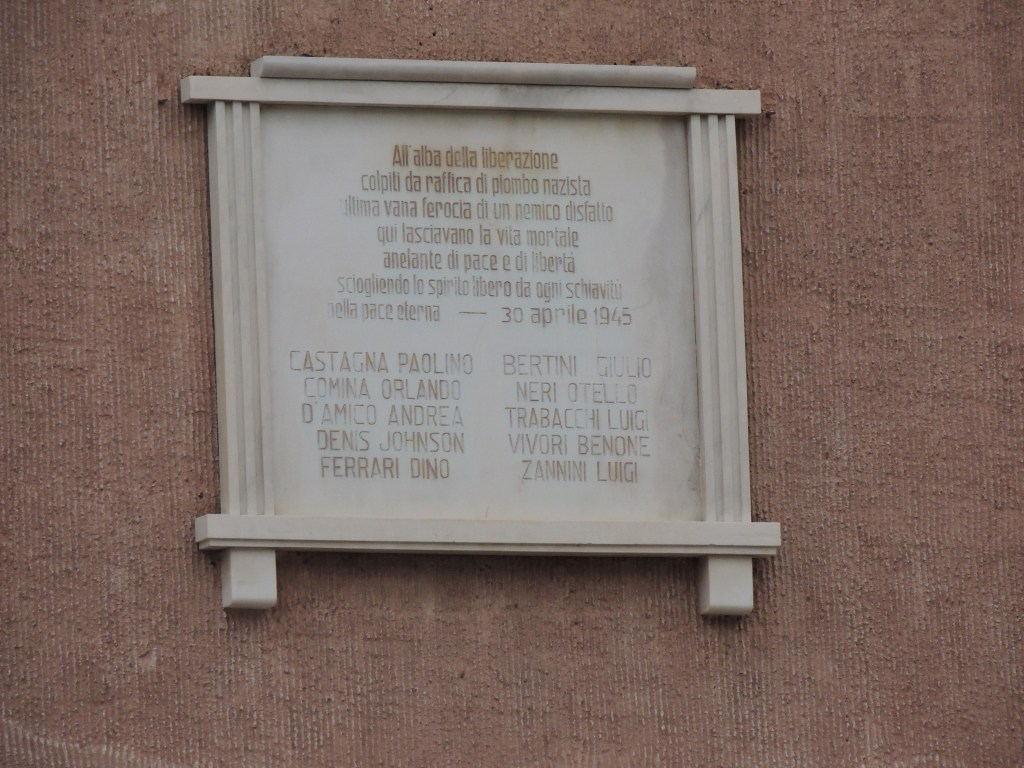 All'alba della liberazione
colpiti da raffica di piombo nazista
ultima vana ferocia di un nemico disfatto
qui lasciavano la vita mortale
anelante di pace e di libertà
sciogliendo lo spirito libero da ogni schiavitù
nella pace eterna — 30 aprile 1945
CASTAGNA PAOLINO BERTINI GIULIO
COMINA ORLANDO NERI OTELLO
D'AMICO ANDREA TRABACCHI LUIGI
DENIS JOHNSON VIVORI BENONE
FERRARI DINO ZANNINI LUIGI